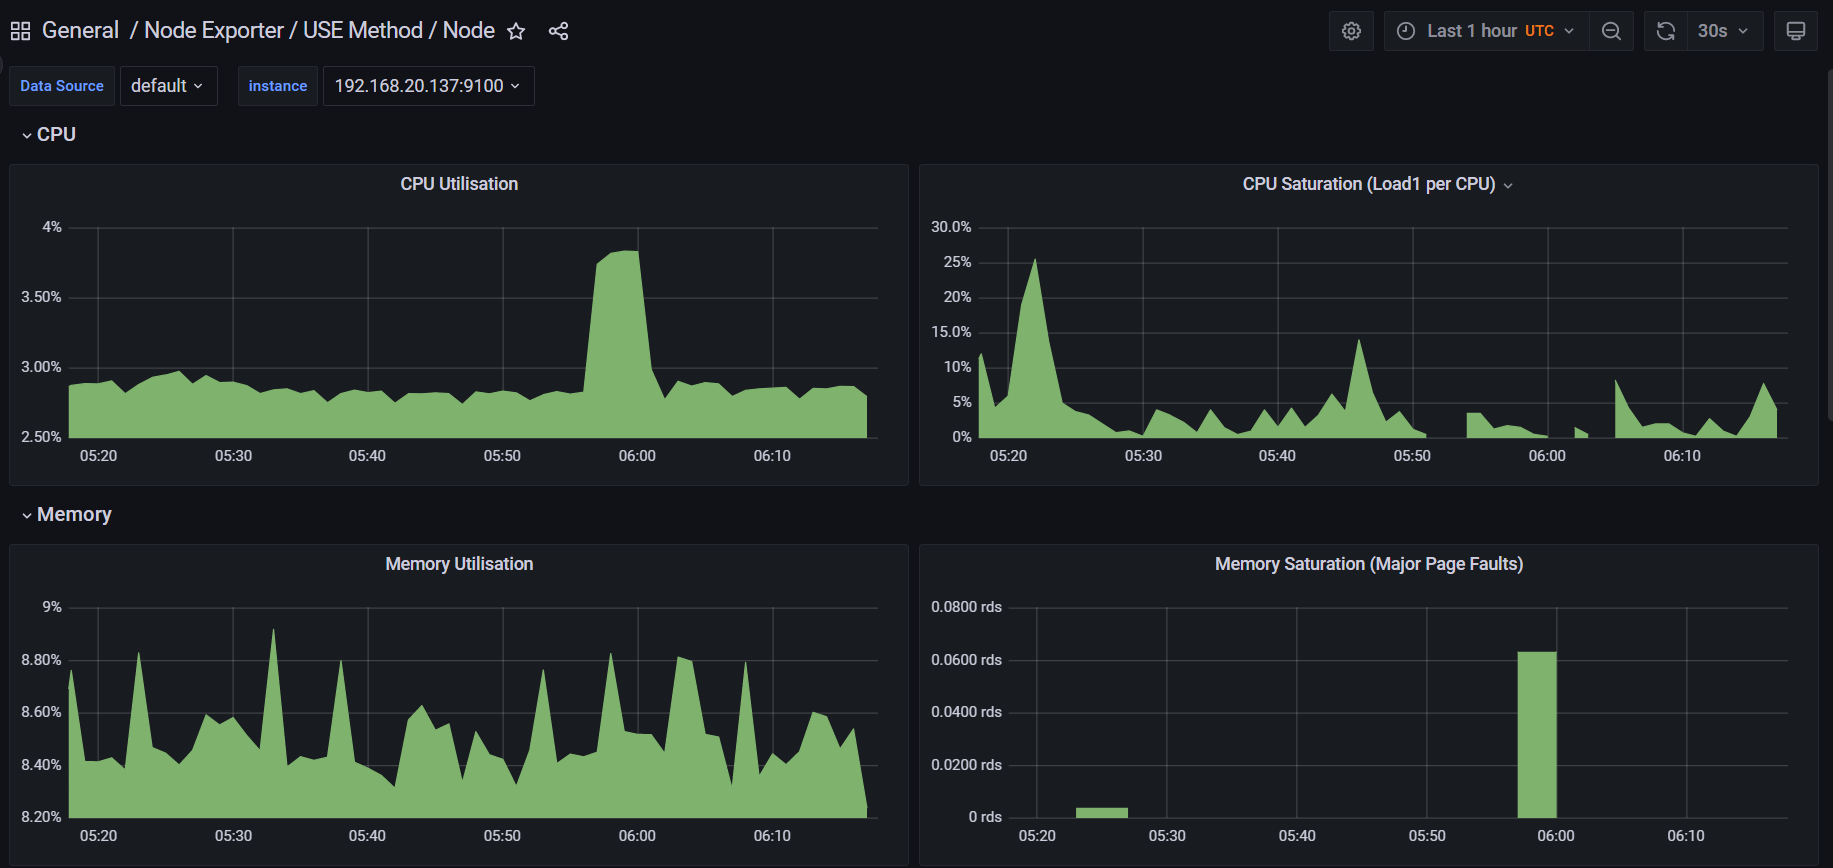 General / Node Exporter / USE Method / Node
Last 1 hour UTC
30s
Data Source default instance 192.168.20.137:9100
CPU
CPU Utilisation
4%
3.50%
3.00%
2.50%
05:20 05:30 05:40 05:50 06:00 06:10
CPU Saturation (Load1 per CPU)
30.0%
25%
20%
15.0%
10%
5%
0%
05:20 05:30 05:40 05:50 06:00 06:10
Memory
Memory Utilisation
9%
8.80%
8.60%
8.40%
8.20%
05:20 05:30 05:40 05:50 06:00 06:10
Memory Saturation (Major Page Faults)
0.0800 rds
0.0600 rds
0.0400 rds
0.0200 rds
0 rds
05:20 05:30 05:40 05:50 06:00 06:10